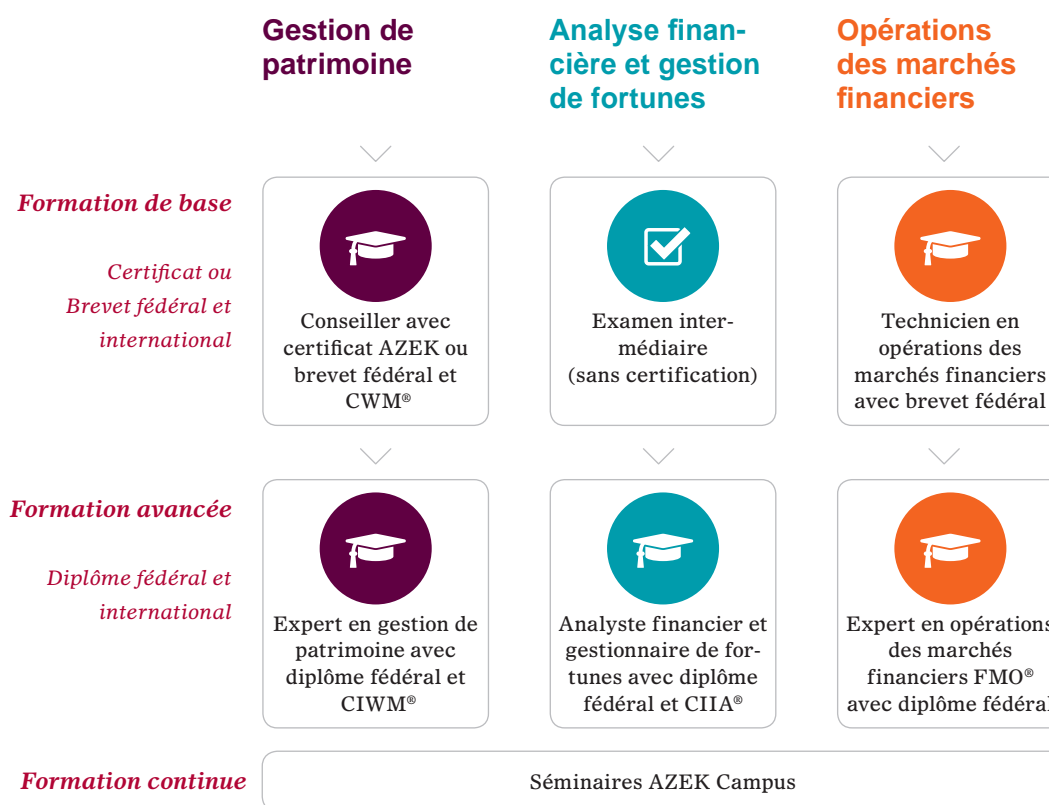 Gestion de
patrimoine
Analyse finan-
cière et gestion
de fortunes
Opérations
des marchés
financiers
Formation de base
Certificat ou
Brevet fédéral et
international
Conseiller avec
certificat AZEK ou
brevet fédéral et
CWM®
Examen inter-
médiaire
(sans certification)
Technicien en
opérations des
marchés financiers
avec brevet fédéral
Formation avancée
Diplôme fédéral et
international
Expert en gestion de
patrimoine avec
diplôme fédéral et
CIWM®
Analyste financier et
gestionnaire de for-
tunes avec diplôme
fédéral et CIIA®
Expert en opérations
des marchés
financiers FMO®
avec diplôme fédéral
Formation continue
Séminaires AZEK Campus